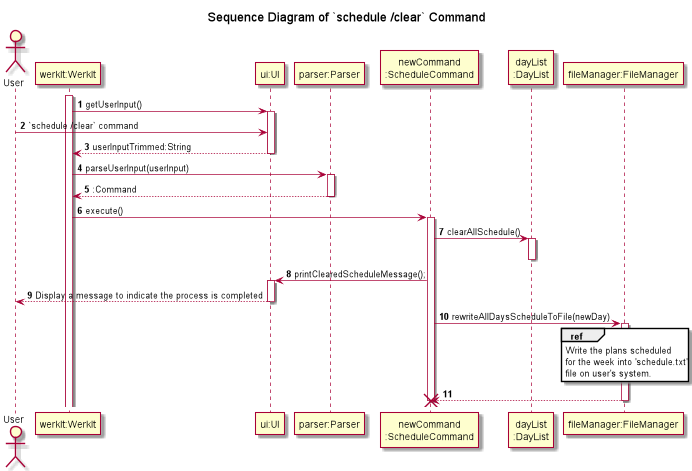 Sequence Diagram of `schedule /clear` Command
User
werkIt:WerkIt
ui:UI
parser:Parser
newCommand
:ScheduleCommand
dayList
:DayList
fileManager:FileManager
1 getUserInput()
2 `schedule /clear` command
3 userInputTrimmed:String
4 parseUserInput(userInput)
5 :Command
6 execute()
7 clearAllSchedule()
8 printClearedScheduleMessage();
9 Display a message to indicate the process is completed
10 rewriteAllDaysScheduleToFile(newDay)
ref
Write the plans scheduled
for the week into 'schedule.txt'
file on user's system.
11
User
werkIt:WerkIt
ui:UI
parser:Parser
newCommand
:ScheduleCommand
dayList
:DayList
fileManager:FileManager